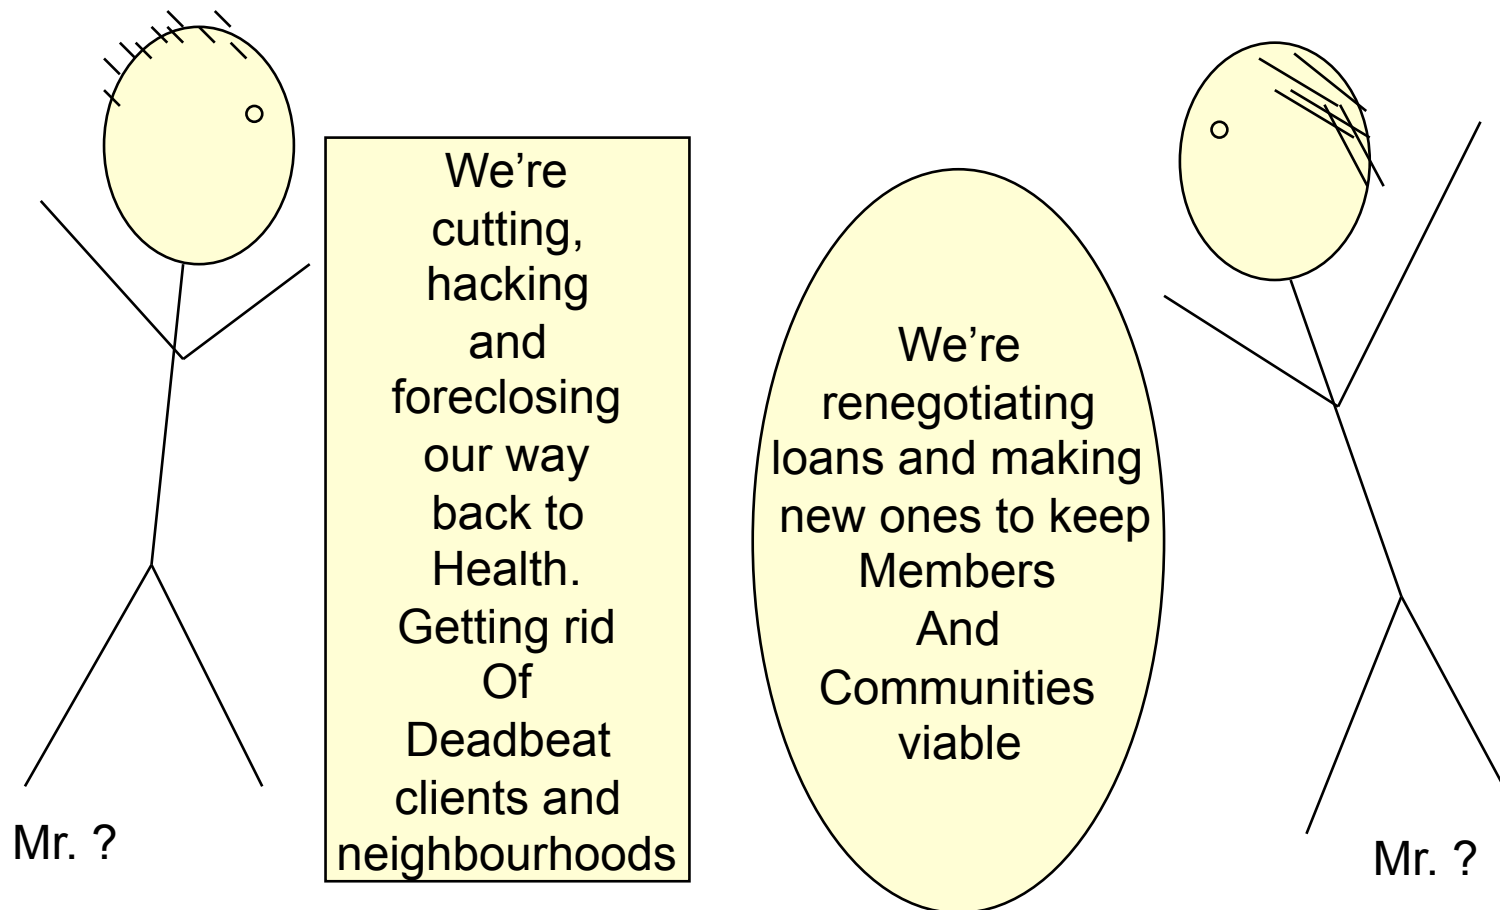 We’re
cutting,
hacking
and
foreclosing
our way
back to
Health.
Getting rid
Of
Deadbeat
clients and
neighbourhoods
We’re
renegotiating
loans and making
new ones to keep
Members
And
Communities
viable
Mr. ?
Mr. ?